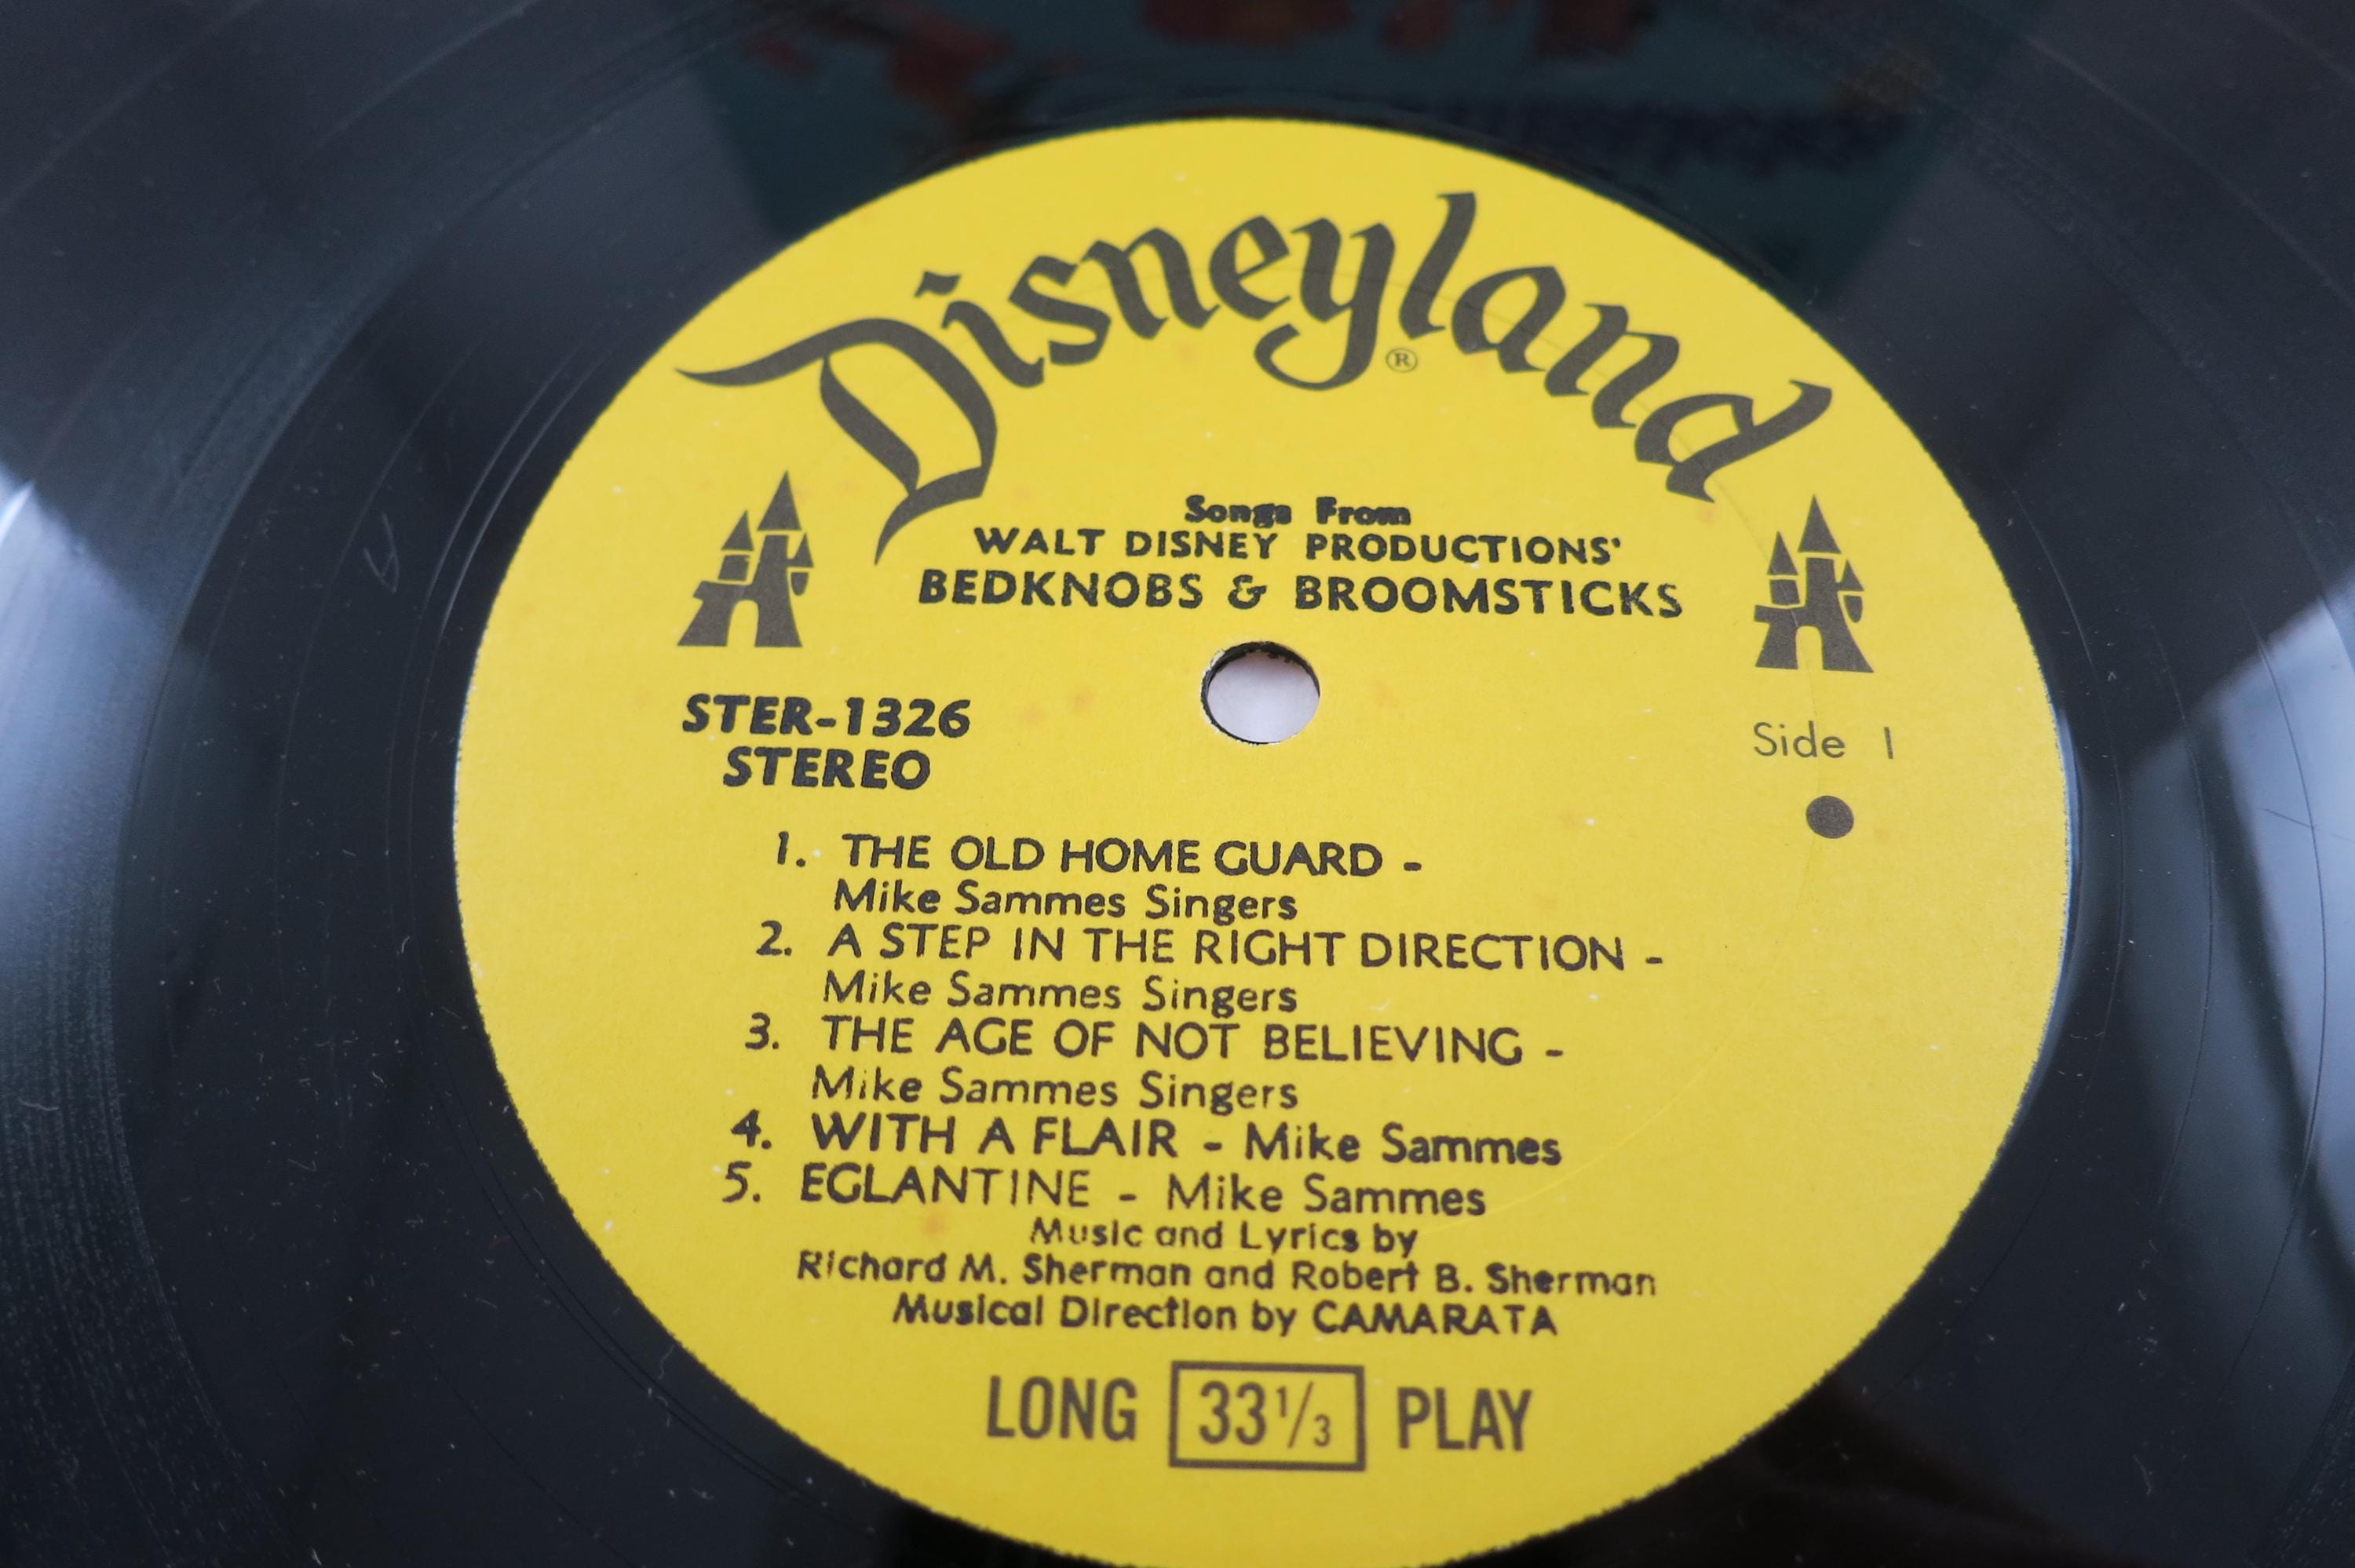 Disneyland®
Songs From
WALT DISNEY PRODUCTIONS'
BEDKNOBS & BROOMSTICKS
STER-1326
STEREO
Side 1
1. THE OLD HOME GUARD -
Mike Sammes Singers
2. A STEP IN THE RIGHT DIRECTION -
Mike Sammes Singers
3. THE AGE OF NOT BELIEVING -
Mike Sammes Singers
4. WITH A FLAIR - Mike Sammes
5. EGLANTINE - Mike Sammes
Music and Lyrics by
Richard M. Sherman and Robert B. Sherman
Musical Direction by CAMARATA
LONG 33 1/3 PLAY